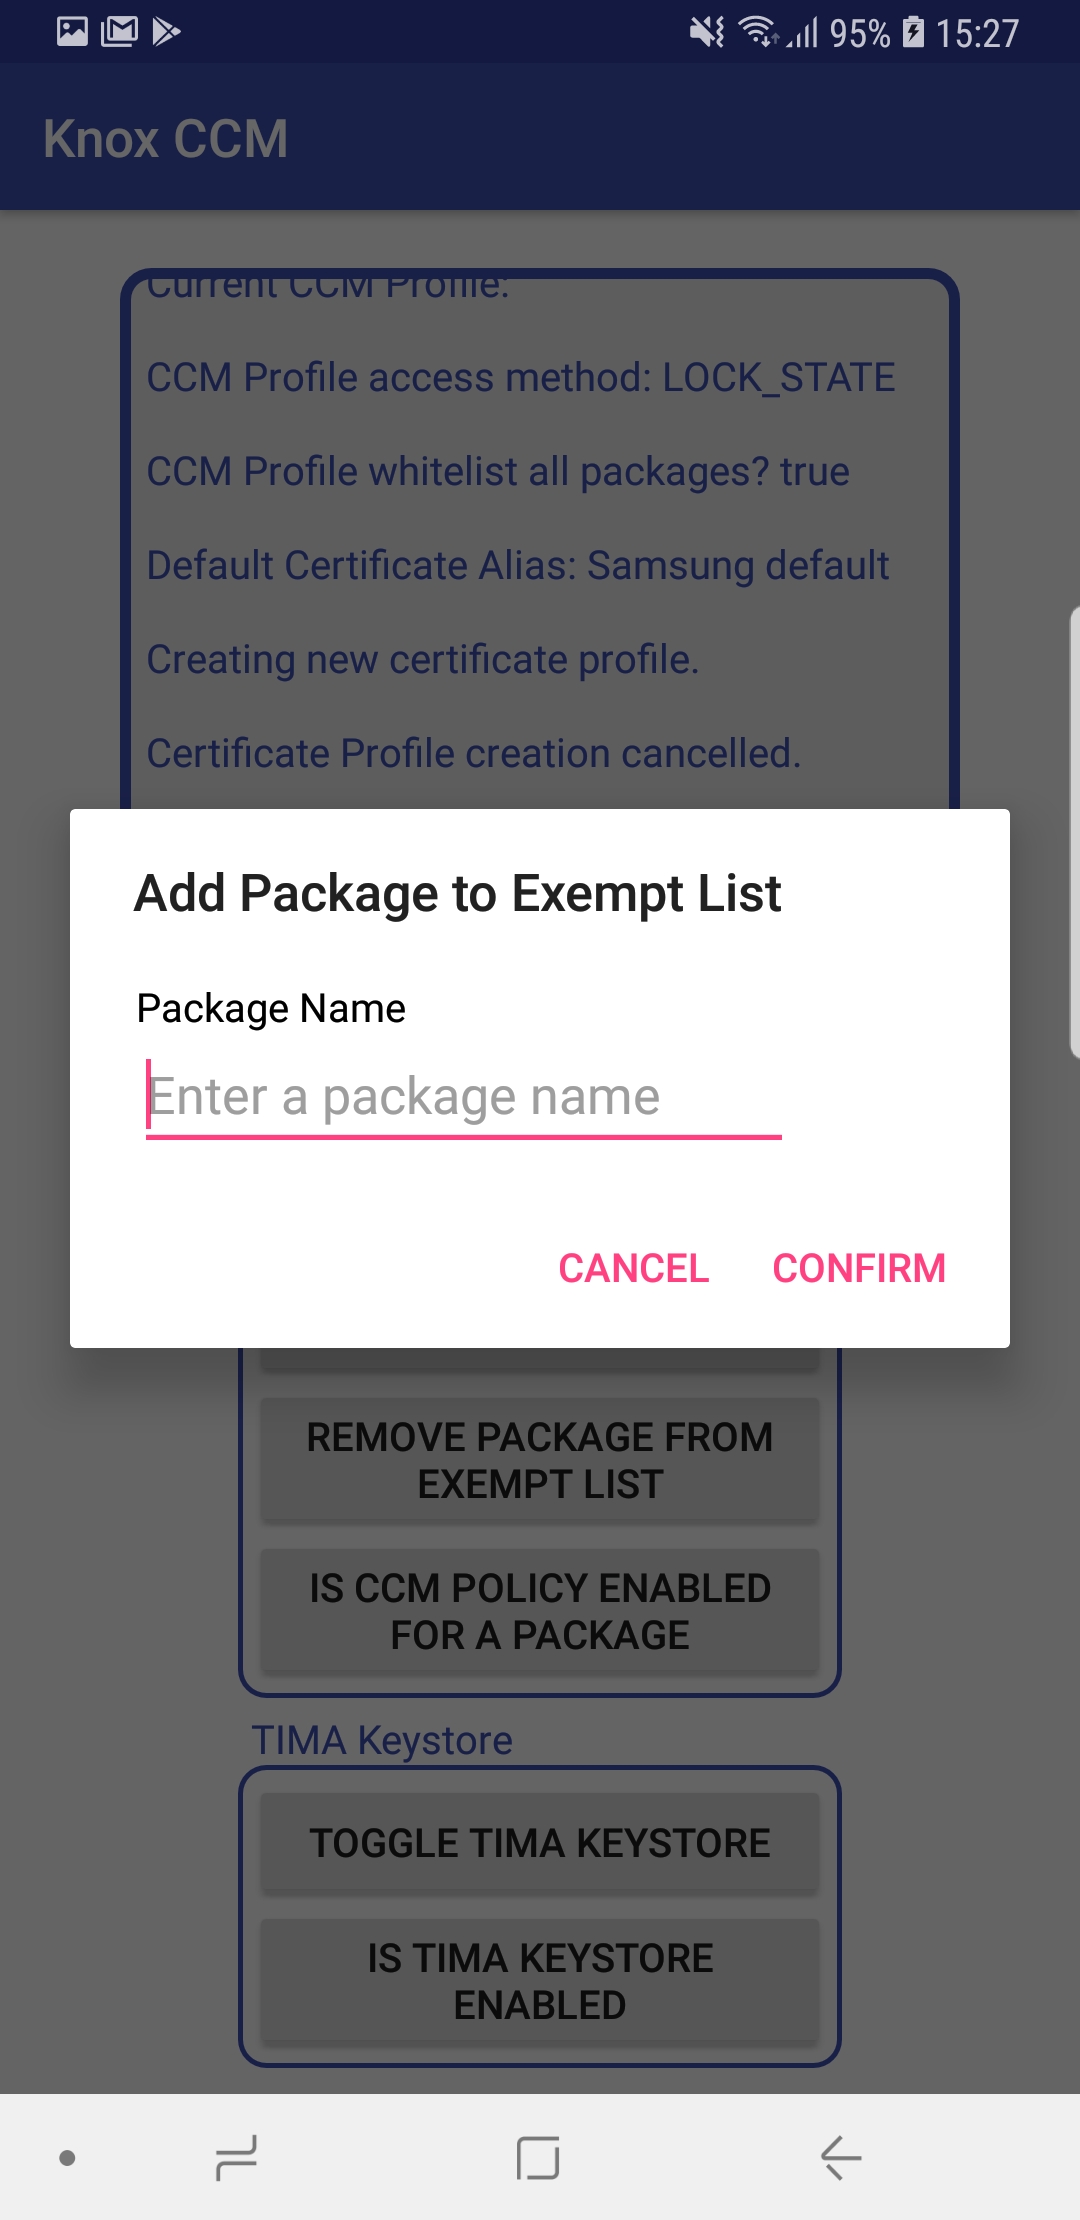 95% 15:27
Knox CCM
Current CCM Profile:
CCM Profile access method: LOCK_STATE
CCM Profile whitelist all packages? true
Default Certificate Alias: Samsung default
Creating new certificate profile.
Certificate Profile creation cancelled.
Add Package to Exempt List
Package Name
Enter a package name
CANCEL CONFIRM
REMOVE PACKAGE FROM
EXEMPT LIST
IS CCM POLICY ENABLED
FOR A PACKAGE
TIMA Keystore
TOGGLE TIMA KEYSTORE
IS TIMA KEYSTORE
ENABLED